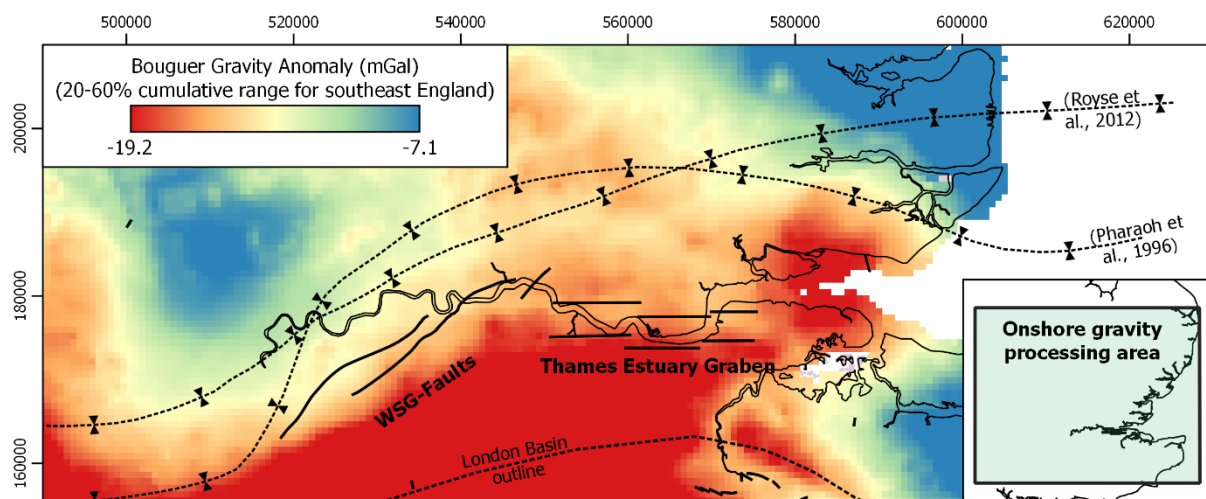 500000
520000
540000
560000
580000
600000
620000
Bouguer Gravity Anomaly (mGal)
(20-60% cumulative range for southeast England)
-19.2
-7.1
200000
180000
160000
(Royse et
al., 2012)
(Pharaoh et
al., 1996)
WSG-Faults
Thames Estuary Graben
London Basin
outline
Onshore gravity
processing area